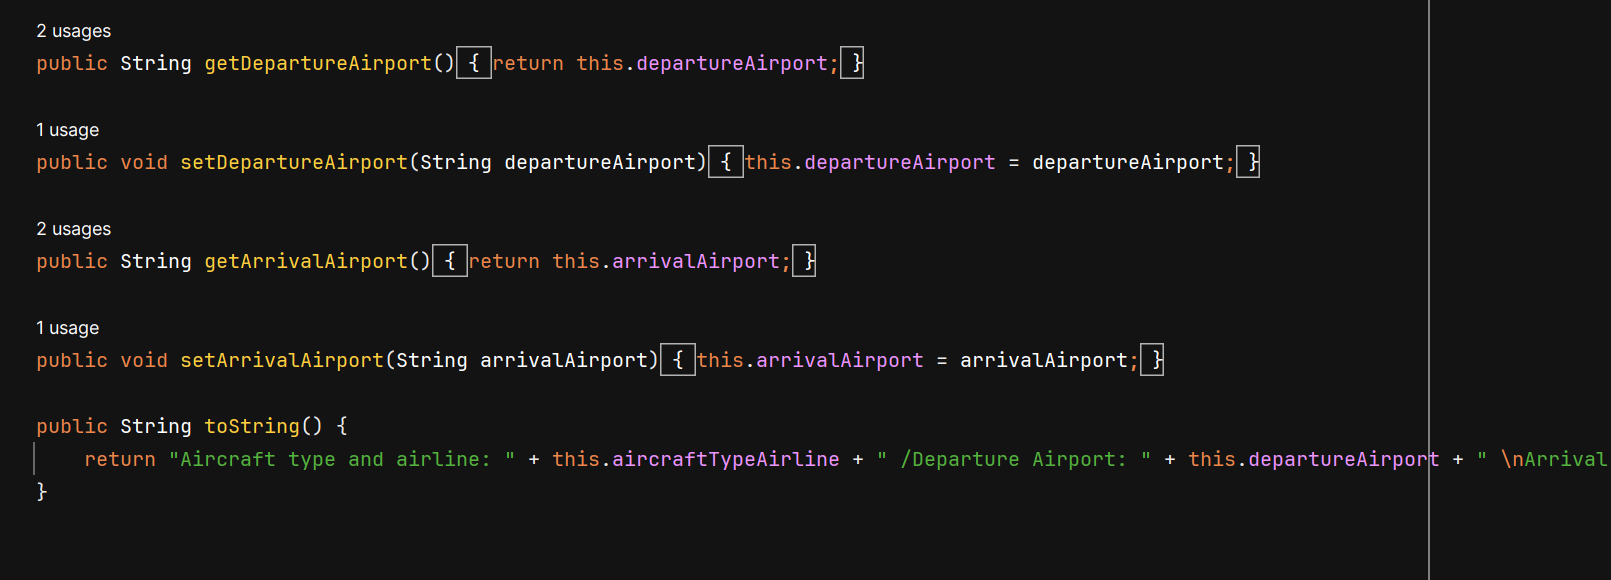 2 usages
public String getDepartureAirport() { return this.departureAirport; }
1 usage
public void setDepartureAirport(String departureAirport) { this.departureAirport = departureAirport; }
2 usages
public String getArrivalAirport() { return this.arrivalAirport; }
1 usage
public void setArrivalAirport(String arrivalAirport) { this.arrivalAirport = arrivalAirport; }
public String toString() {
return "Aircraft type and airline: " + this.aircraftTypeAirline + " /Departure Airport: " + this.departureAirport + " \nArrival
}